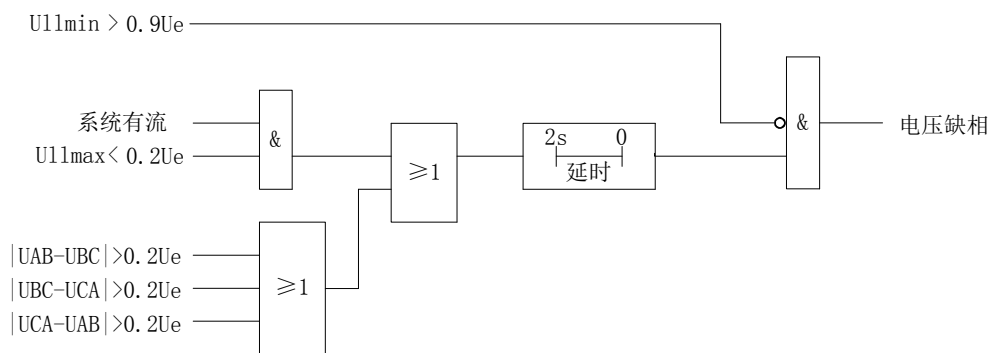 Ullmin > 0.9Ue
系统有流
Ullmax< 0.2Ue
&
≥1
2s 0
延时
&
电压缺相
|UAB-UBC|>0.2Ue
|UBC-UCA|>0.2Ue
|UCA-UAB|>0.2Ue
≥1